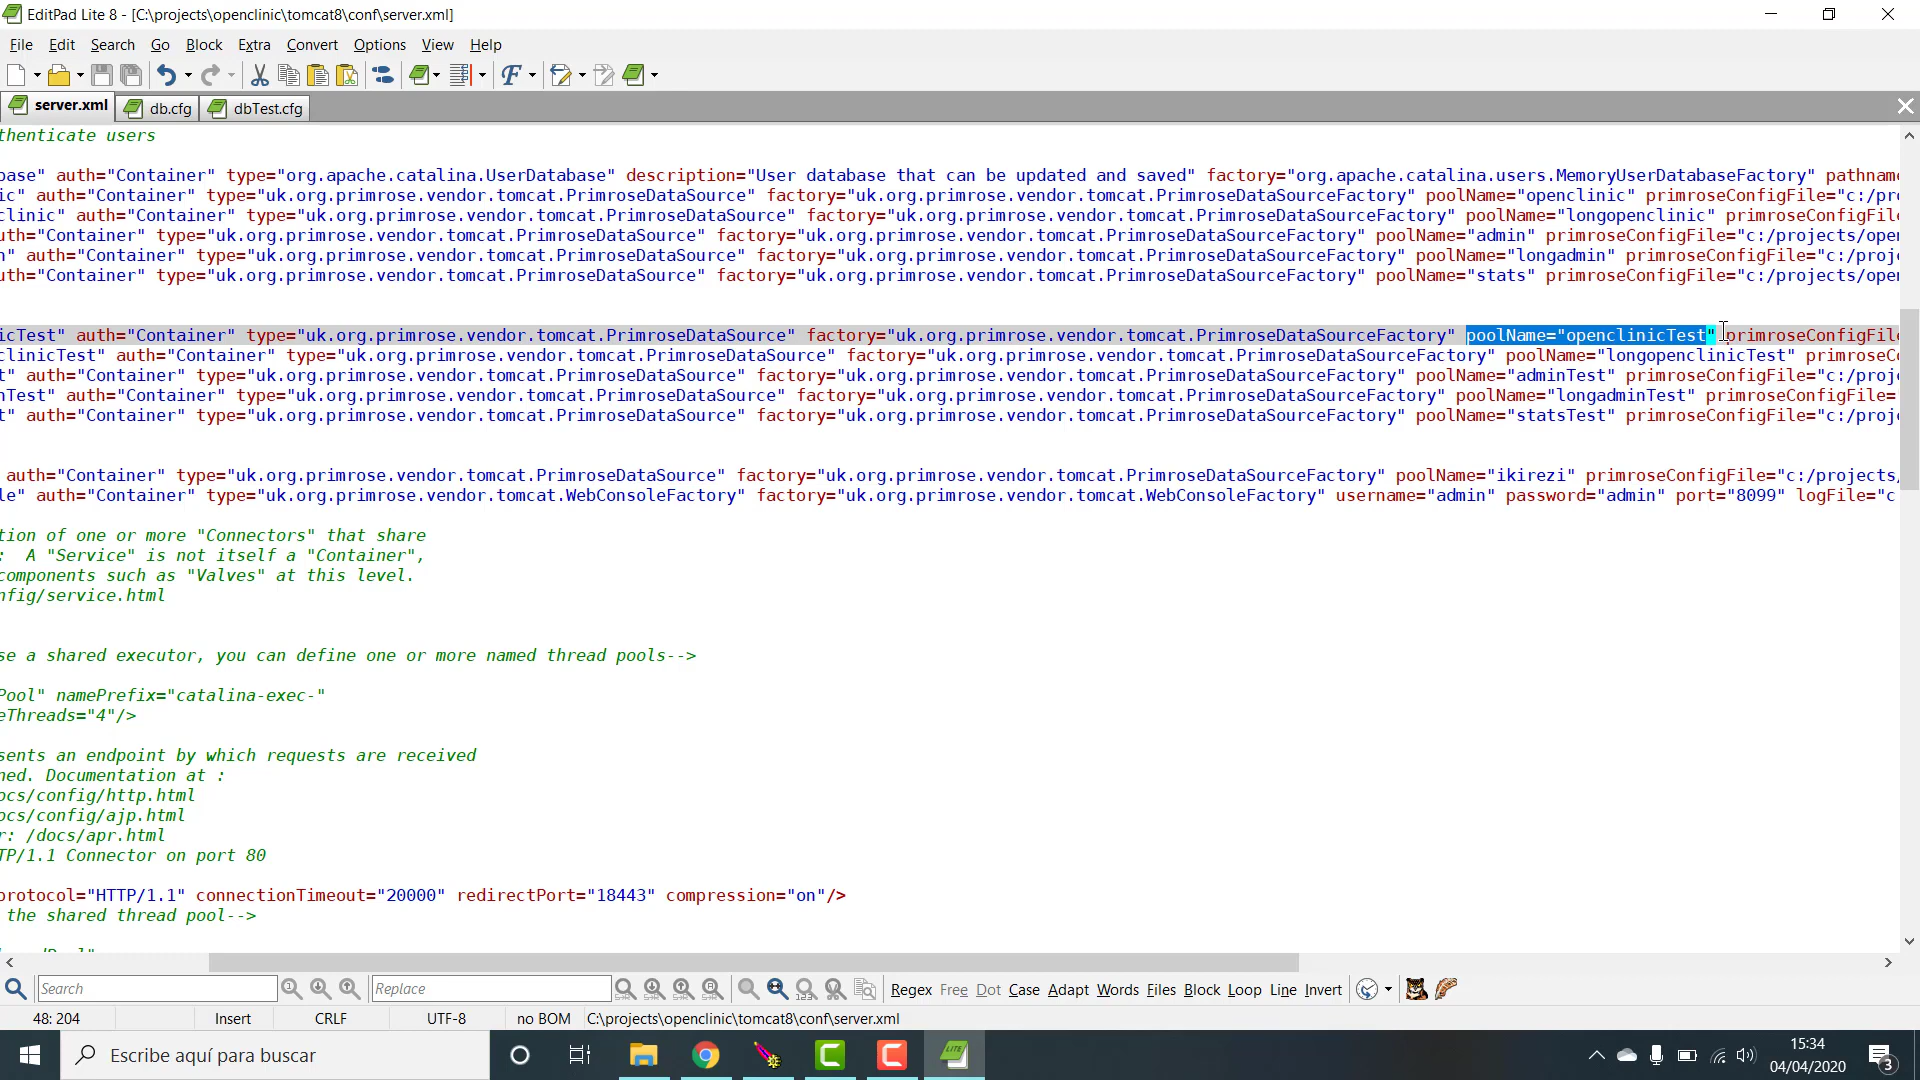 EditPad Lite 8 - [C:\projects\openclinic\tomcat8\conf\server.xml]
File Edit Search Go Block Extra Convert Options View Help
server.xml db.cfg dbTest.cfg
thenticate users
base" auth="Container" type="org.apache.catalina.UserDatabase" description="User database that can be updated and saved" factory="org.apache.catalina.users.MemoryUserDatabaseFactory" pathname
ic" auth="Container" type="uk.org.primrose.vendor.tomcat.PrimroseDataSource" factory="uk.org.primrose.vendor.tomcat.PrimroseDataSourceFactory" poolName="openclinic" primroseConfigFile="c:/pro
clinic" auth="Container" type="uk.org.primrose.vendor.tomcat.PrimroseDataSource" factory="uk.org.primrose.vendor.tomcat.PrimroseDataSourceFactory" poolName="longopenclinic" primroseConfigFile
uth="Container" type="uk.org.primrose.vendor.tomcat.PrimroseDataSource" factory="uk.org.primrose.vendor.tomcat.PrimroseDataSourceFactory" poolName="admin" primroseConfigFile="c:/projects/open
n" auth="Container" type="uk.org.primrose.vendor.tomcat.PrimroseDataSource" factory="uk.org.primrose.vendor.tomcat.PrimroseDataSourceFactory" poolName="longadmin" primroseConfigFile="c:/proje
uth="Container" type="uk.org.primrose.vendor.tomcat.PrimroseDataSource" factory="uk.org.primrose.vendor.tomcat.PrimroseDataSourceFactory" poolName="stats" primroseConfigFile="c:/projects/open
icTest" auth="Container" type="uk.org.primrose.vendor.tomcat.PrimroseDataSource" factory="uk.org.primrose.vendor.tomcat.PrimroseDataSourceFactory" poolName="openclinicTest" primroseConfigFile
clinicTest" auth="Container" type="uk.org.primrose.vendor.tomcat.PrimroseDataSource" factory="uk.org.primrose.vendor.tomcat.PrimroseDataSourceFactory" poolName="longopenclinicTest" primroseC
t" auth="Container" type="uk.org.primrose.vendor.tomcat.PrimroseDataSource" factory="uk.org.primrose.vendor.tomcat.PrimroseDataSourceFactory" poolName="adminTest" primroseConfigFile="c:/proj
nTest" auth="Container" type="uk.org.primrose.vendor.tomcat.PrimroseDataSource" factory="uk.org.primrose.vendor.tomcat.PrimroseDataSourceFactory" poolName="longadminTest" primroseConfigFile=
t" auth="Container" type="uk.org.primrose.vendor.tomcat.PrimroseDataSource" factory="uk.org.primrose.vendor.tomcat.PrimroseDataSourceFactory" poolName="statsTest" primroseConfigFile="c:/proj
auth="Container" type="uk.org.primrose.vendor.tomcat.PrimroseDataSource" factory="uk.org.primrose.vendor.tomcat.PrimroseDataSourceFactory" poolName="ikirezi" primroseConfigFile="c:/projects/
le" auth="Container" type="uk.org.primrose.vendor.tomcat.WebConsoleFactory" factory="uk.org.primrose.vendor.tomcat.WebConsoleFactory" username="admin" password="admin" port="8099" logFile="c
tion of one or more "Connectors" that share
: A "Service" is not itself a "Container",
components such as "Valves" at this level.
nfig/service.html
se a shared executor, you can define one or more named thread pools-->
Pool" namePrefix="catalina-exec-"
eThreads="4"/>
sents an endpoint by which requests are received
ned. Documentation at :
ocs/config/http.html
ocs/config/ajp.html
r: /docs/apr.html
TP/1.1 Connector on port 80
protocol="HTTP/1.1" connectionTimeout="20000" redirectPort="18443" compression="on"/>
the shared thread pool-->
Search Replace Regex Free Dot Case Adapt Words Files Block Loop Line Invert
48: 204 Insert CRLF UTF-8 no BOM C:\projects\openclinic\tomcat8\conf\server.xml
Escribe aquí para buscar
15:34
04/04/2020
3